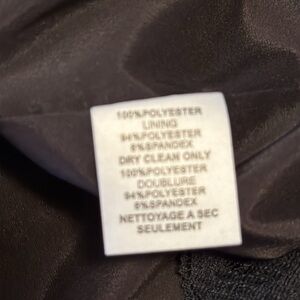 100%POLYESTER
LINING
94%POLYESTER
6%SPANDEX
DRY CLEAN ONLY
100%POLYESTER
DOUBLURE
94%POLYESTER
6%SPANDEX
NETTOYAGE A SEC
SEULEMENT